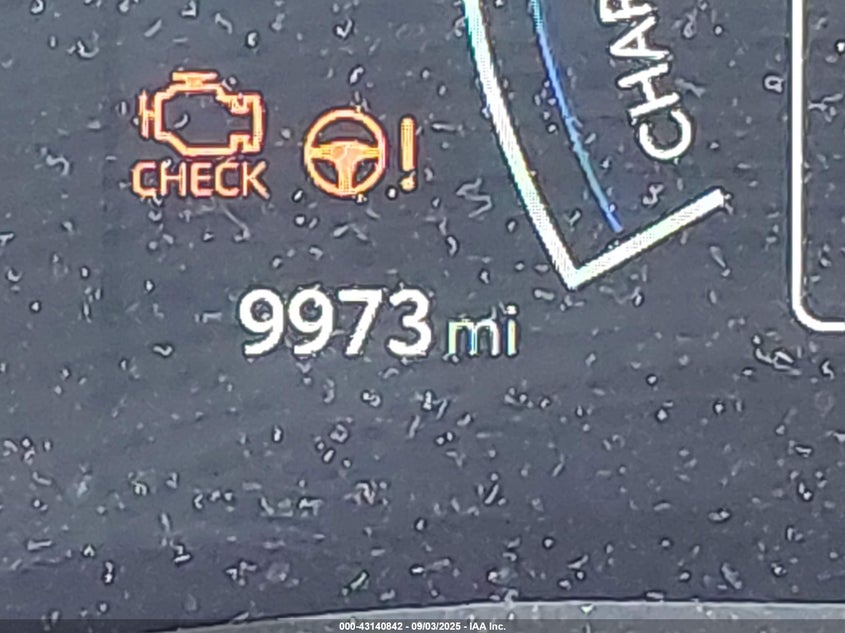 CHAR
CHECK
9973 mi
000-43140842 - 09/03/2025 - IAA Inc.